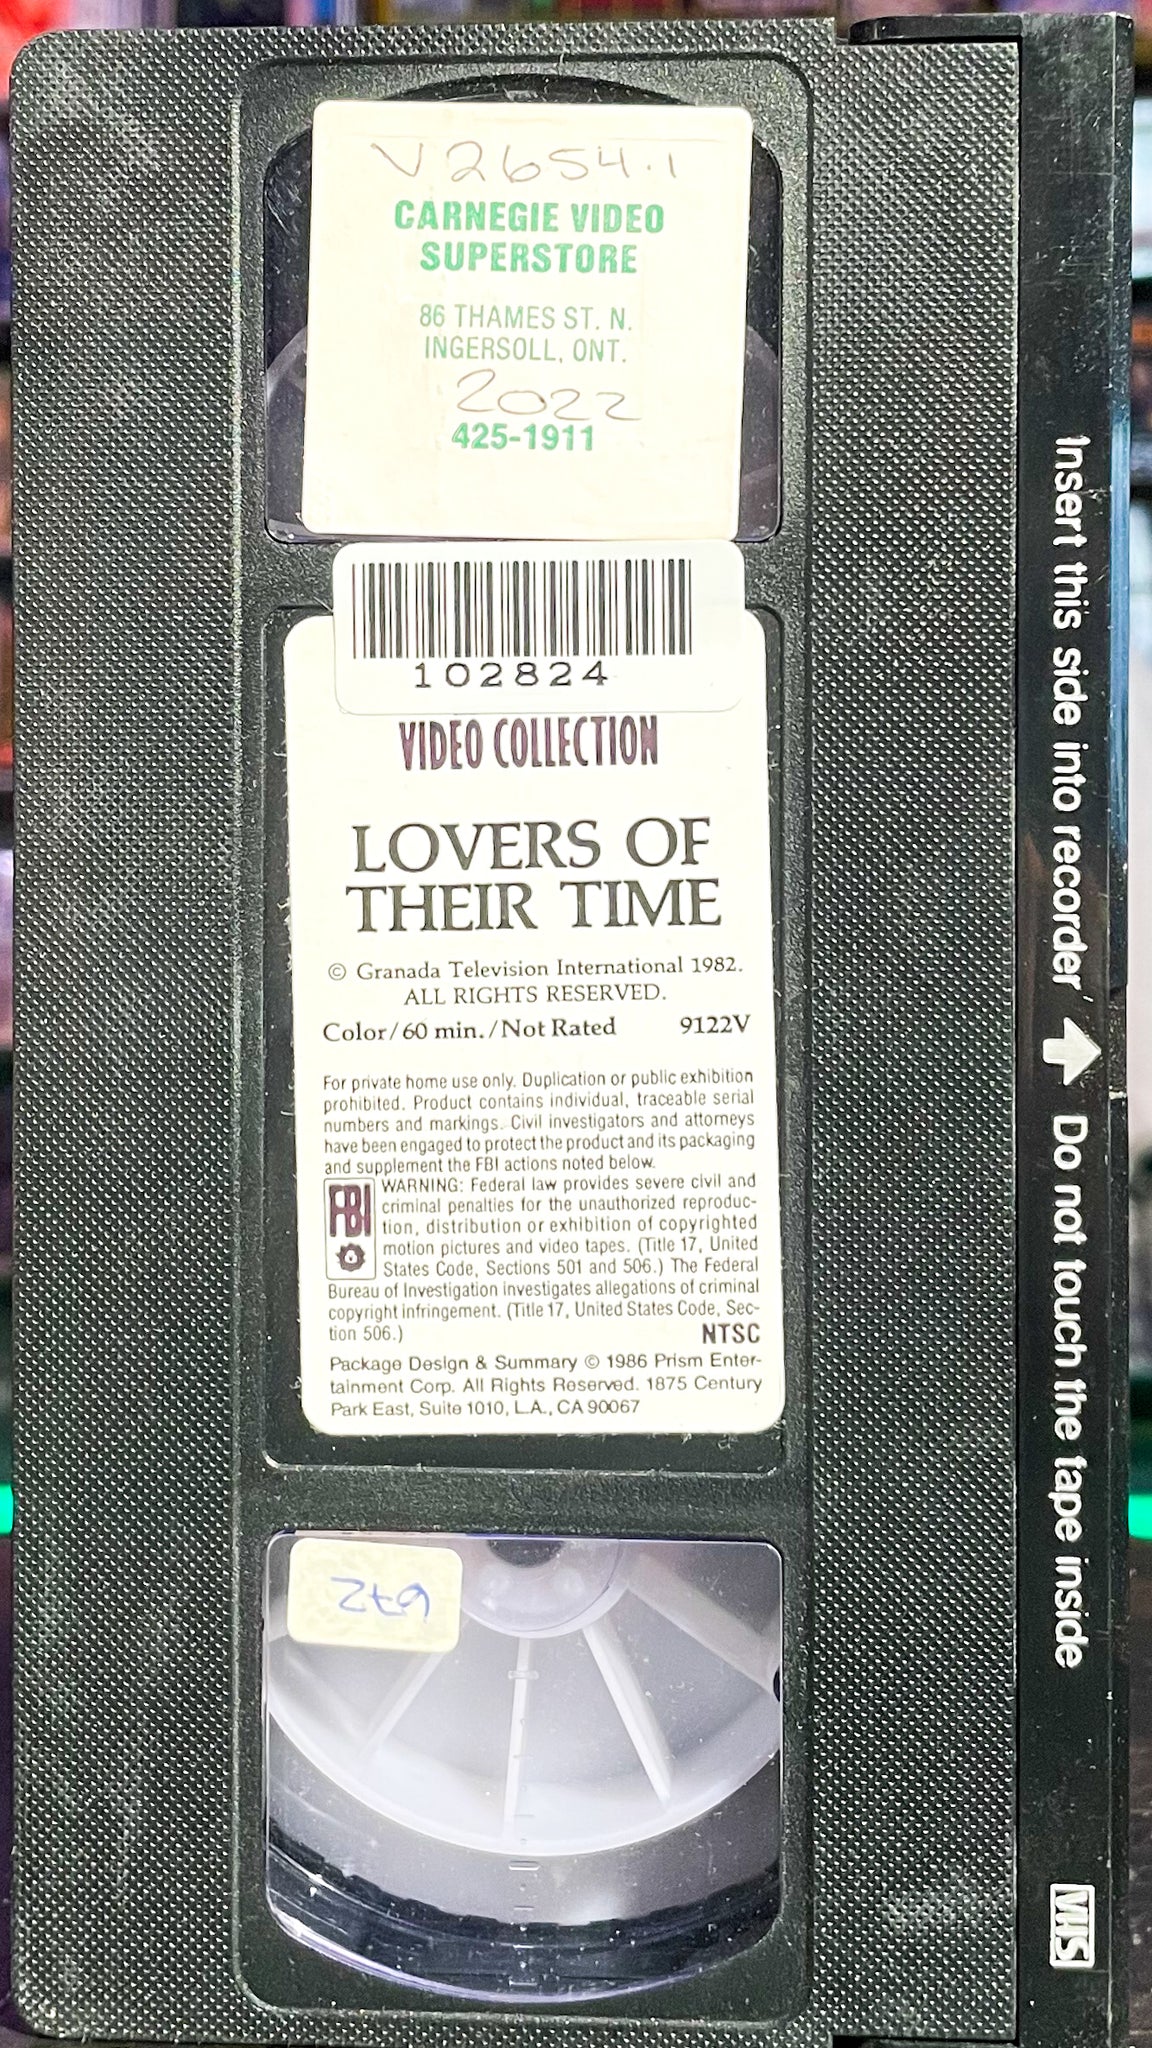 V2654.1
CARNEGIE VIDEO
SUPERSTORE
86 THAMES ST. N.
INGERSOLL, ONT.
2022
425-1911
102824
VIDEO COLLECTION
LOVERS OF
THEIR TIME
© Granada Television International 1982.
ALL RIGHTS RESERVED.
Color/60 min./Not Rated 9122V
For private home use only. Duplication or public exhibition
prohibited. Product contains individual, traceable serial
numbers and markings. Civil investigators and attorneys
have been engaged to protect the product and its packaging
and supplement the FBI actions noted below.
FBI
WARNING: Federal law provides severe civil and
criminal penalties for the unauthorized reproduc-
tion, distribution or exhibition of copyrighted
motion pictures and video tapes. (Title 17, United
States Code, Sections 501 and 506.) The Federal
Bureau of Investigation investigates allegations of criminal
copyright infringement. (Title 17, United States Code, Sec-
tion 506.) NTSC
Package Design & Summary © 1986 Prism Enter-
tainment Corp. All Rights Reserved. 1875 Century
Park East, Suite 1010, L.A., CA 90067
672
Insert this side into recorder Do not touch the tape inside
VHS